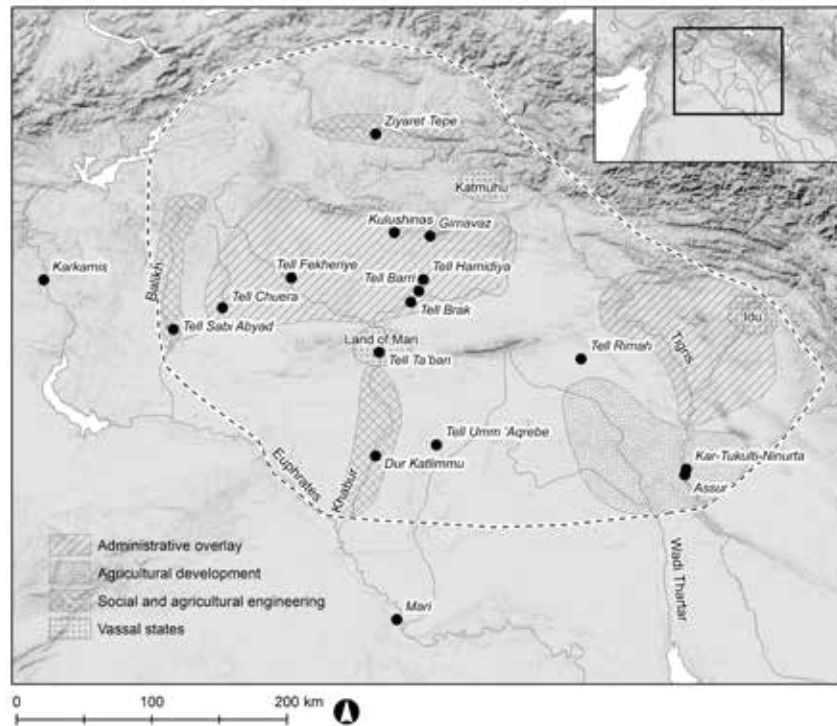 Ziyaret Tepe
Katmuhu
Kulushinas
Girnavaz
Karkamis
Balikh
Tell Fekheriye
Tell Hamidiya
Tell Barri
Tell Chuera
Tell Brak
Idu
Tell Sabi Abyad
Land of Mari
Tell Ta'ban
Tell Rimah
Tigris
Tell Umm 'Aqrebe
Kar-Tukulti-Ninurta
Dur Katlimmu
Euphrates
Khabur
Assur
Administrative overlay
Agricultural development
Social and agricultural engineering
Vassal states
Mari
Wadi Thartar
0 100 200 km